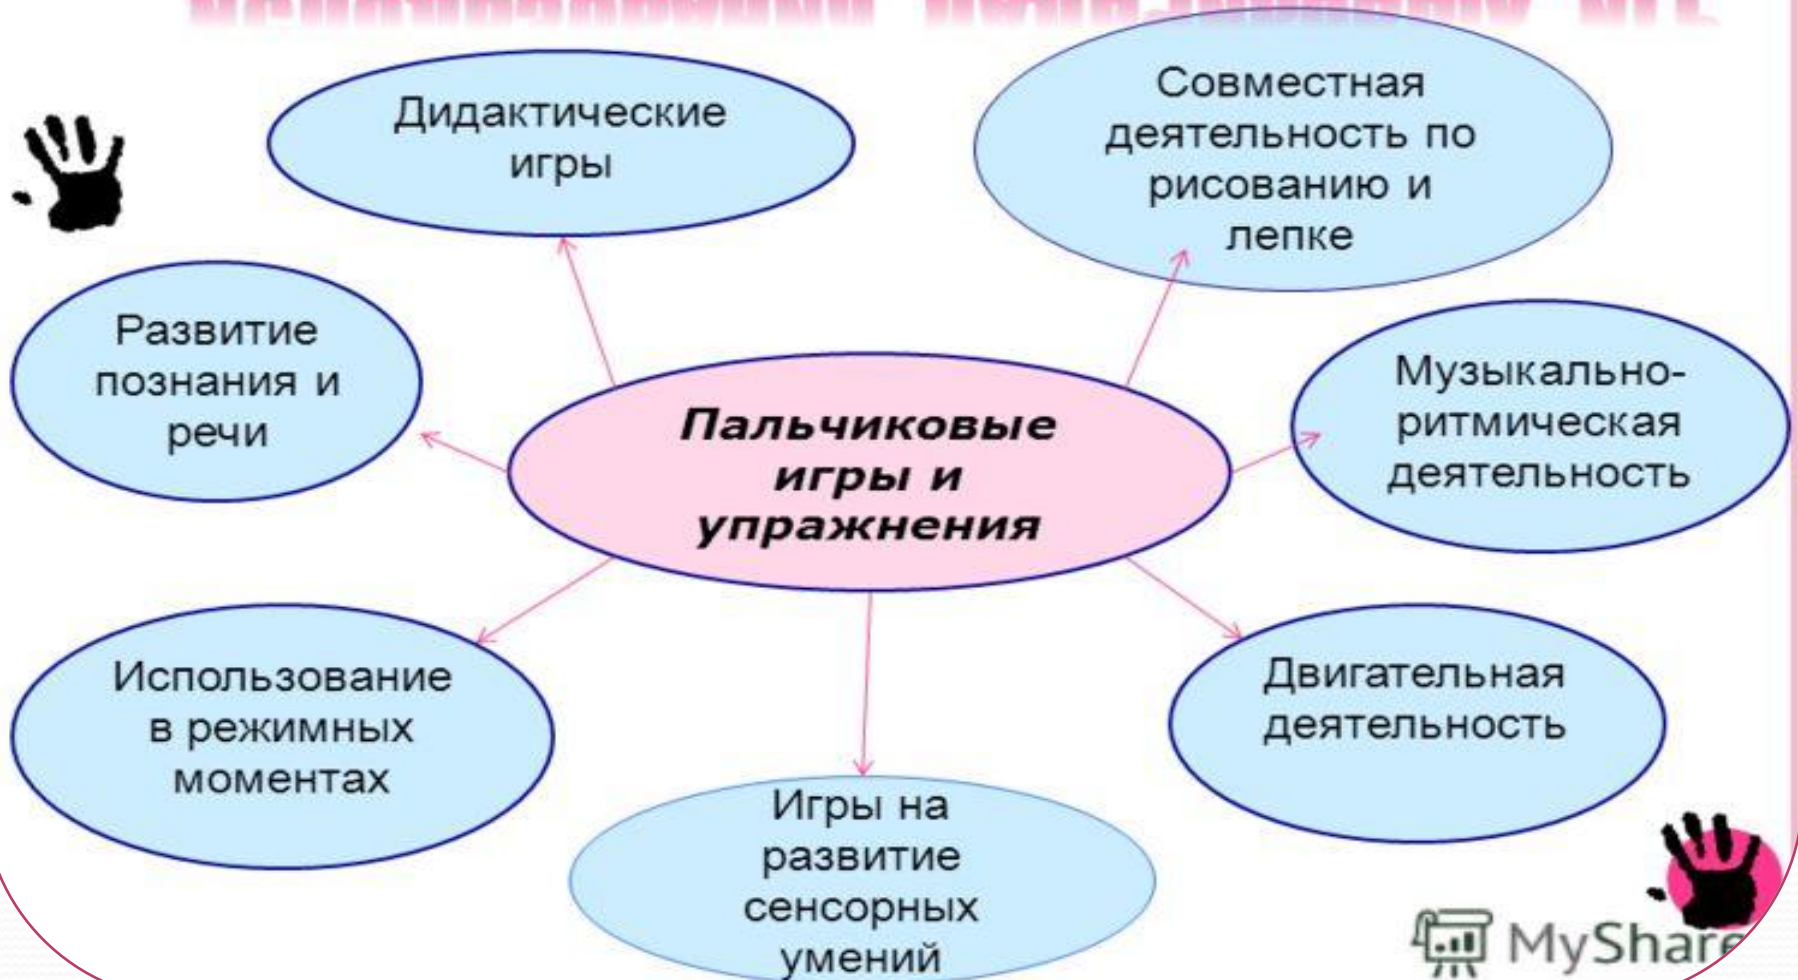 Дидактические
игры
Совместная
деятельность по
рисованию и
лепке
Развитие
познания и
речи
Пальчиковые
игры и
упражнения
Музыкально-
ритмическая
деятельность
Использование
в режимных
моментах
Игры на
развитие
сенсорных
умений
Двигательная
деятельность
MyShare